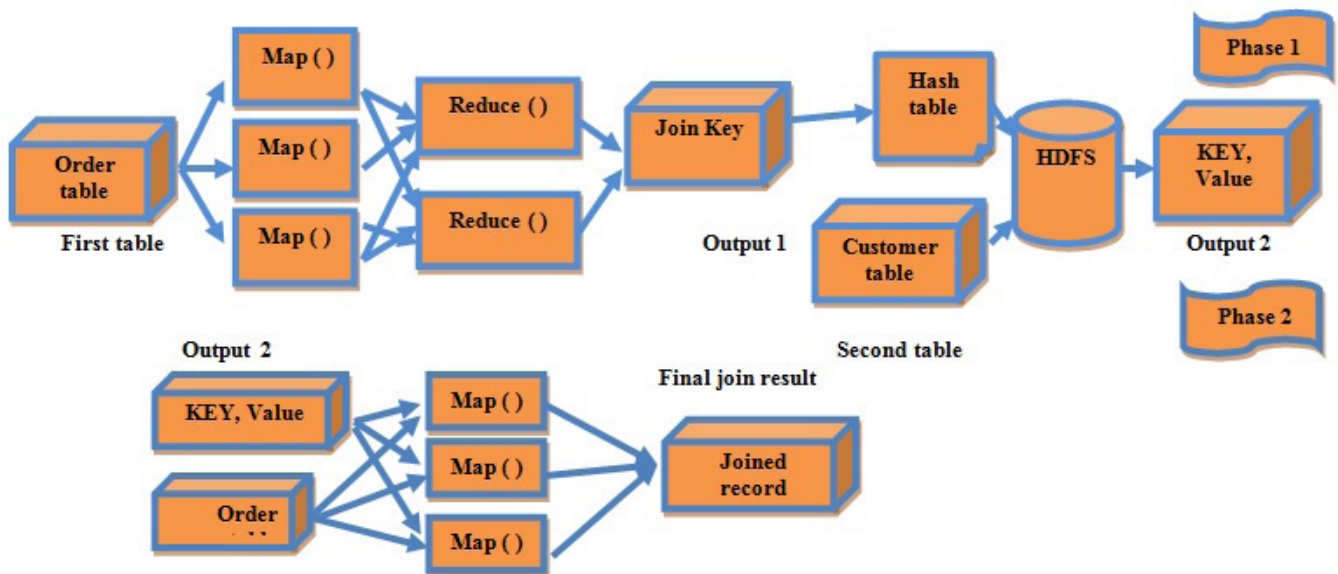 Phase 1
Map ( )
Reduce ( )
Hash
table
Join Key
Order
table
Map ( )
HDFS
KEY,
Value
First table
Map ( )
Reduce ( )
Output 1
Customer
table
Output 2
Phase 2
Output 2
Second table
Final join result
KEY, Value
Map ( )
Map ( )
Joined
record
Order
Map ( )